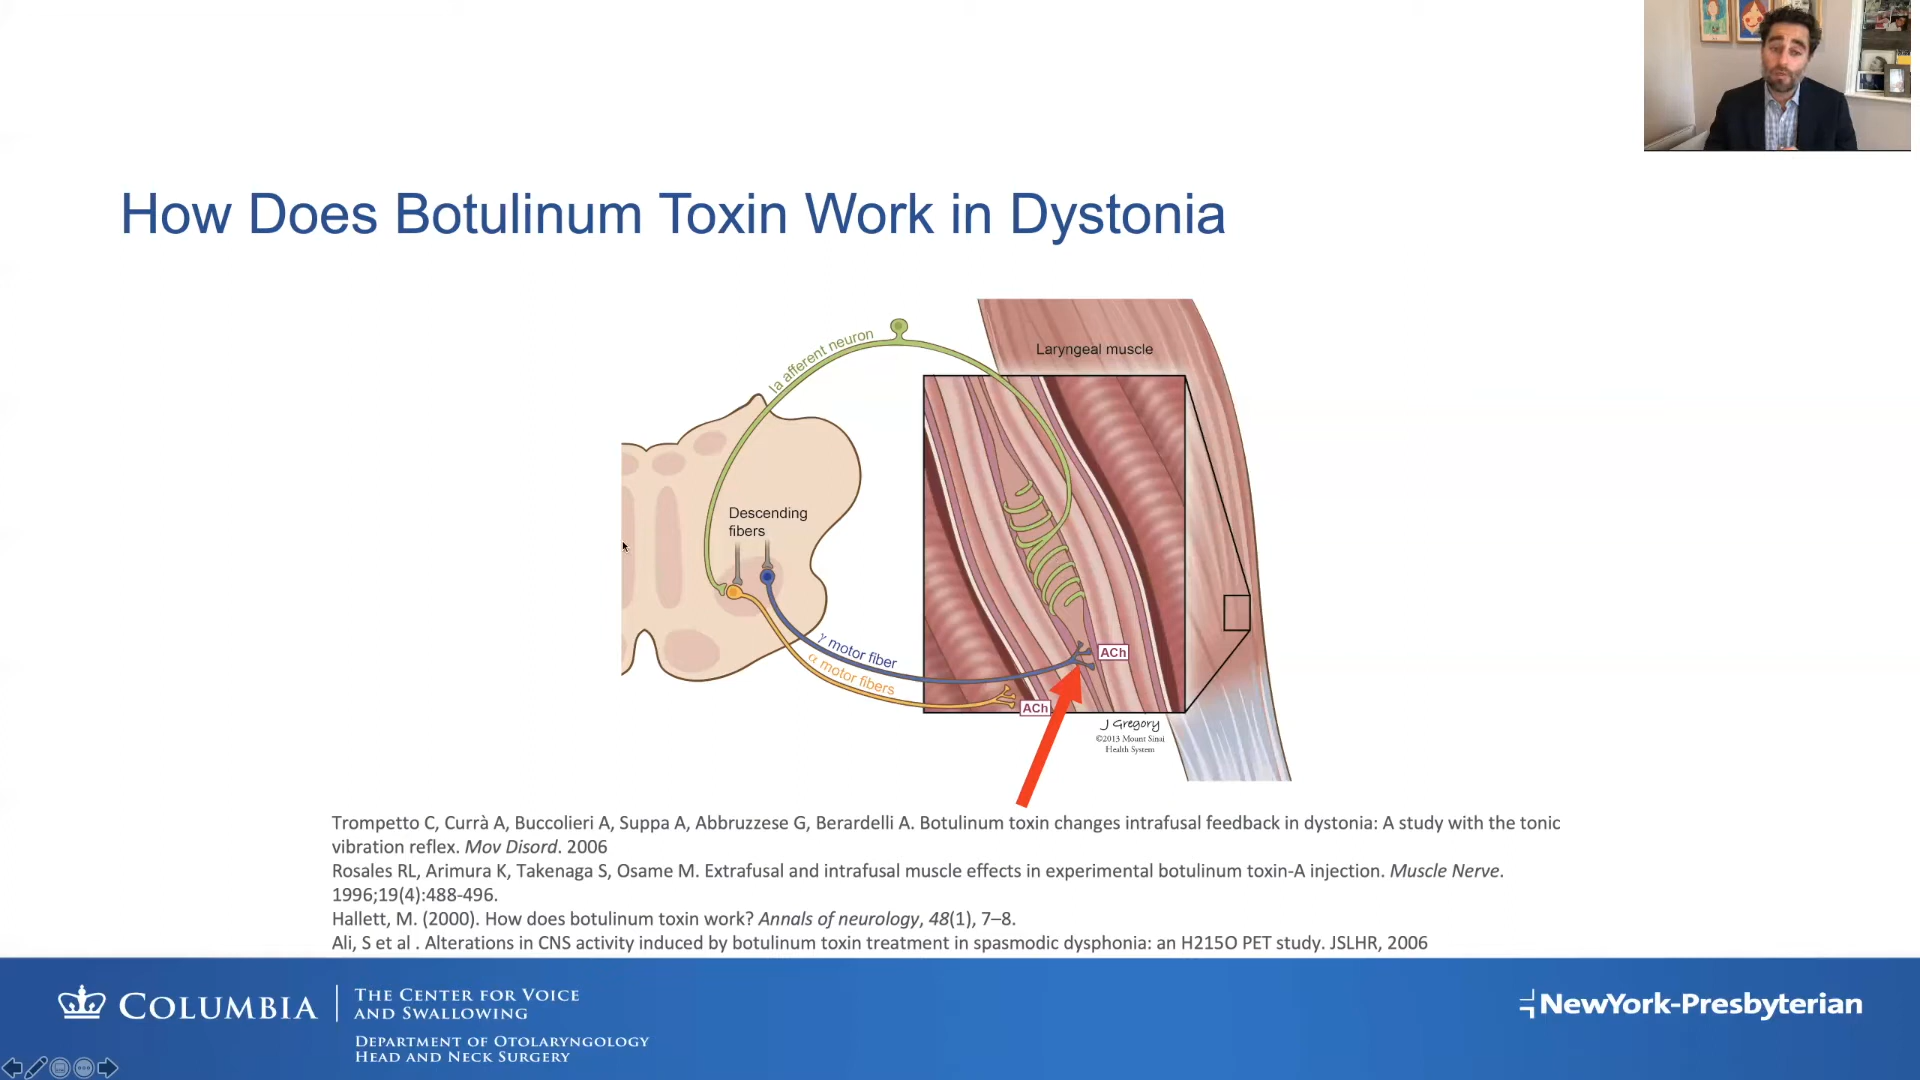 How Does Botulinum Toxin Work in Dystonia
Ia afferent neuron
Laryngeal muscle
Descending
fibers
γ motor fiber
α motor fibers
ACh
ACh
J Gregory
©2013 Mount Sinai
Health System
Trompetto C, Currà A, Buccolieri A, Suppa A, Abbruzzese G, Berardelli A. Botulinum toxin changes intrafusal feedback in dystonia: A study with the tonic
vibration reflex. Mov Disord. 2006
Rosales RL, Arimura K, Takenaga S, Osame M. Extrafusal and intrafusal muscle effects in experimental botulinum toxin-A injection. Muscle Nerve.
1996;19(4):488-496.
Hallett, M. (2000). How does botulinum toxin work? Annals of neurology, 48(1), 7–8.
Ali, S et al . Alterations in CNS activity induced by botulinum toxin treatment in spasmodic dysphonia: an H215O PET study. JSLHR, 2006
COLUMBIA
THE CENTER FOR VOICE
AND SWALLOWING
DEPARTMENT OF OTOLARYNGOLOGY
HEAD AND NECK SURGERY
NewYork-Presbyterian